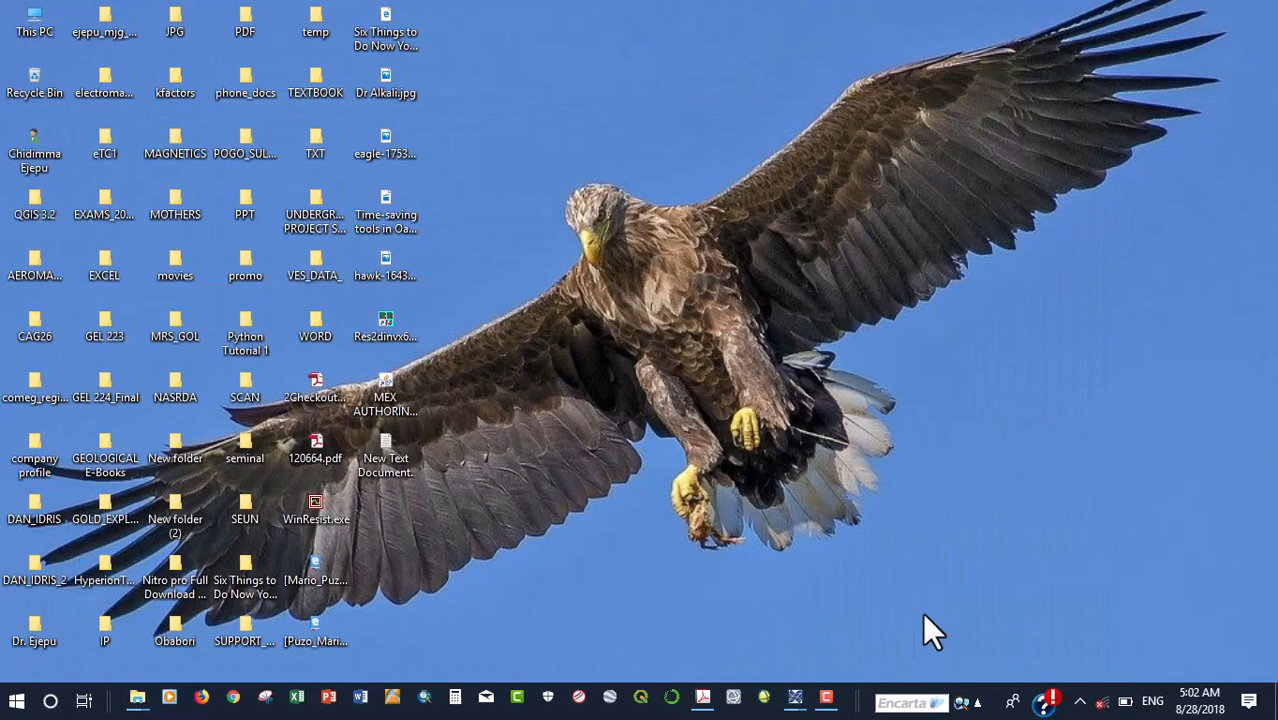 This PC
ejepu_mjg_...
JPG
PDF
temp
Six Things to
Do Now Yo...
Recycle Bin
electroma...
kfactors
phone_docs
TEXTBOOK
Dr Alkali.jpg
Chidimma
Ejepu
eTC1
MAGNETICS
POGO_SUL...
TXT
eagle-1753...
QGIS 3.2
EXAMS_20...
MOTHERS
PPT
UNDERGR...
PROJECT S...
Time-saving
tools in Oa...
AEROMA...
EXCEL
movies
promo
VES_DATA_
hawk-1643...
CAG26
GEL 223
MRS_GOL
Python
Tutorial 1
WORD
Res2dinvx6...
comeg_regi...
GEL 224_Final
NASRDA
SCAN
2Checkout...
MEX
AUTHORIN...
company
profile
GEOLOGICAL
E-Books
New folder
seminal
120664.pdf
New Text
Document.
DAN_IDRIS
GOLD_EXPL...
New folder
(2)
SEUN
WinResist.exe
DAN_IDRIS_2
HyperionT...
Nitro pro Full
Download ...
Six Things to
Do Now Yo...
[Mario_Puz...
Dr. Ejepu
IP
Obabori
SUPPORT_...
[Puzo_Mari...
Encarta
ENG
5:02 AM
8/28/2018